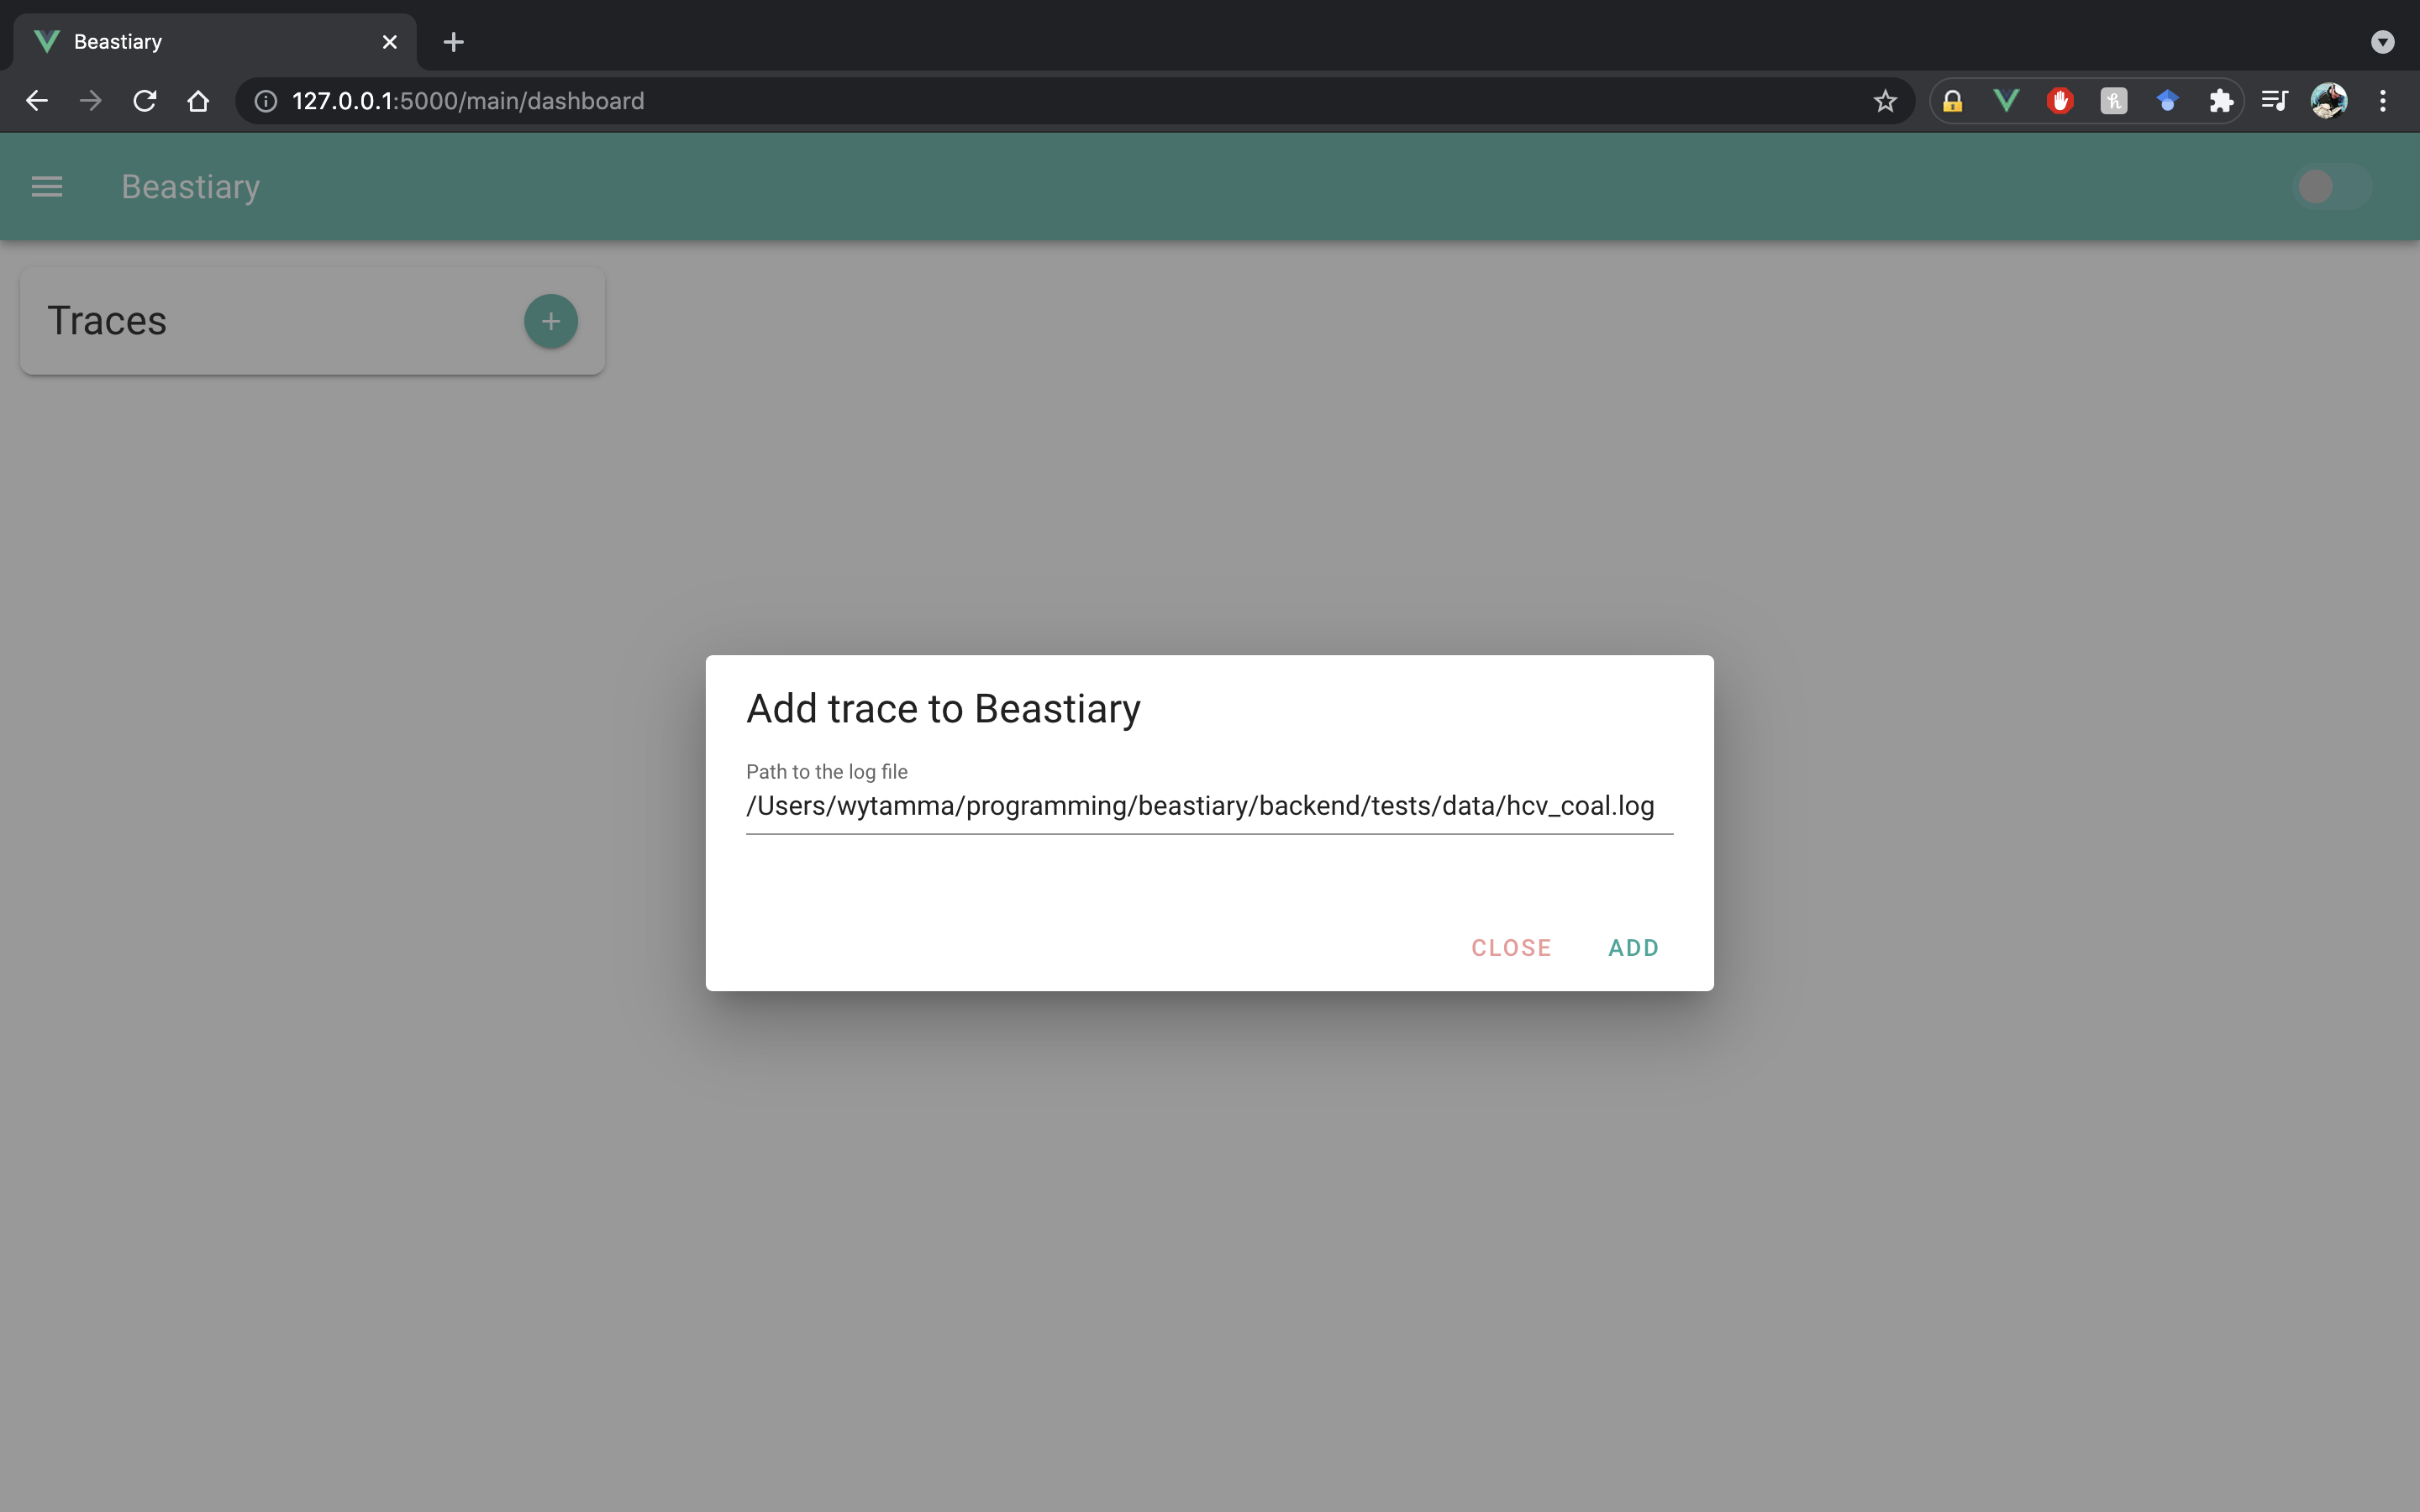 Beastiary
127.0.0.1:5000/main/dashboard
Beastiary
Traces
Add trace to Beastiary
Path to the log file
/Users/wytamma/programming/beastiary/backend/tests/data/hcv_coal.log
CLOSE ADD